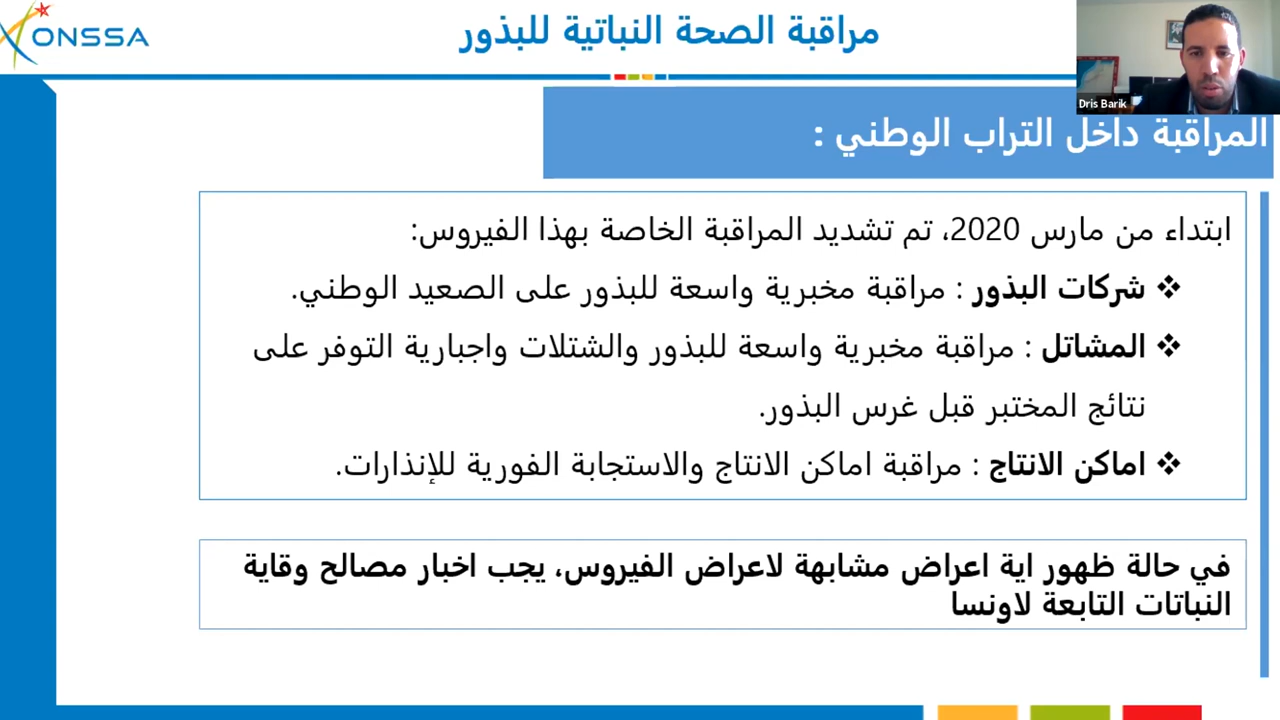 ONSSA
مراقبة الصحة النباتية للبذور
Dris Barik
المراقبة داخل التراب الوطني :
ابتداء من مارس 2020، تم تشديد المراقبة الخاصة بهذا الفيروس:
❖ شركات البذور : مراقبة مخبرية واسعة للبذور على الصعيد الوطني.
❖ المشاتل : مراقبة مخبرية واسعة للبذور والشتلات واجبارية التوفر على
نتائج المختبر قبل غرس البذور.
❖ اماكن الانتاج : مراقبة اماكن الانتاج والاستجابة الفورية للإنذارات.
في حالة ظهور اية اعراض مشابهة لاعراض الفيروس، يجب اخبار مصالح وقاية
النباتات التابعة لاونسا